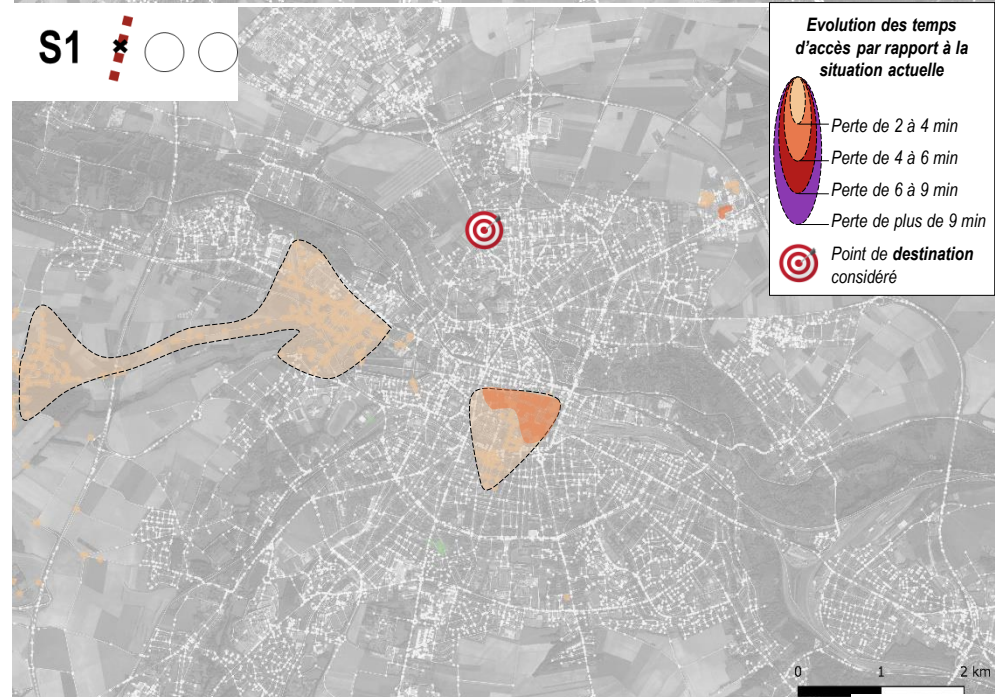 S1
Evolution des temps
d'accès par rapport à la
situation actuelle
Perte de 2 à 4 min
Perte de 4 à 6 min
Perte de 6 à 9 min
Perte de plus de 9 min
Point de destination
considéré
0 1 2 km